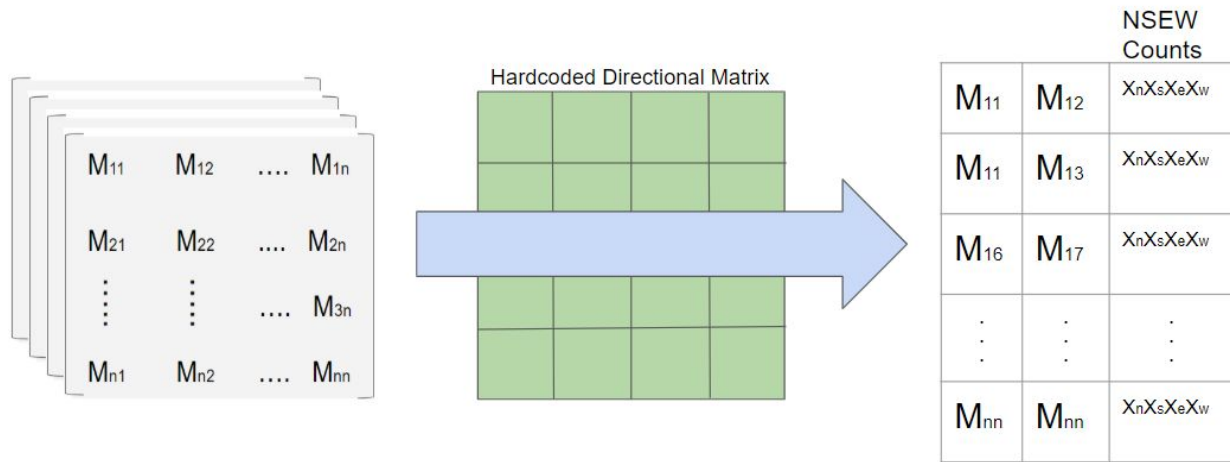 NSEW
Counts
Hardcoded Directional Matrix
M11 M12 .... M1n
M21 M22 .... M2n
⋮ ⋮ .... M3n
Mn1 Mn2 .... Mnn
M11 M12 XnXsXeXw
M11 M13 XnXsXeXw
M16 M17 XnXsXeXw
⋮ ⋮ ⋮
Mnn Mnn XnXsXeXw